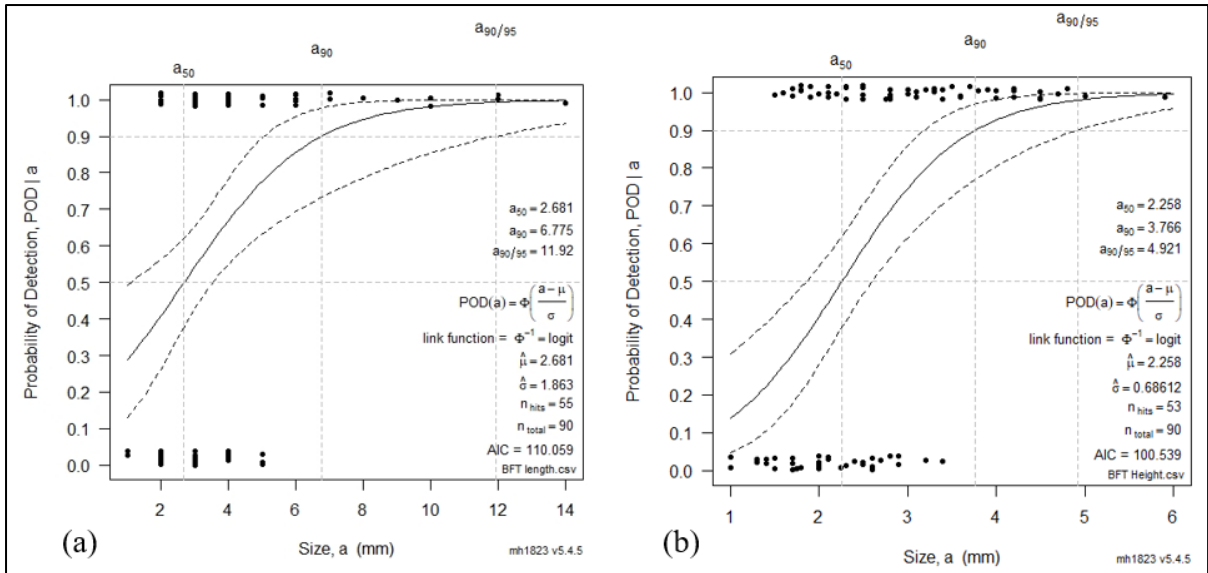 a90/95
a90
a50
1.0
0.9
0.8
0.7
0.6
0.5
0.4
0.3
0.2
0.1
0.0
Probability of Detection, POD | a
a50 = 2.681
a90 = 6.775
a90/95 = 11.92
POD(a) = Φ( a − μ / σ )
link function = Φ−1 = logit
μ̂ = 2.681
σ̂ = 1.863
n hits = 55
n total = 90
AIC = 110.059
BFT length.csv
2 4 6 8 10 12 14
(a)
Size, a (mm)
mh1823 v5.4.5
a90/95
a90
a50
1.0
0.9
0.8
0.7
0.6
0.5
0.4
0.3
0.2
0.1
0.0
Probability of Detection, POD | a
a50 = 2.258
a90 = 3.766
a90/95 = 4.921
POD(a) = Φ( a − μ / σ )
link function = Φ−1 = logit
μ̂ = 2.258
σ̂ = 0.68612
n hits = 53
n total = 90
AIC = 100.539
BFT Height.csv
1 2 3 4 5 6
(b)
Size, a (mm)
mh1823 v5.4.5